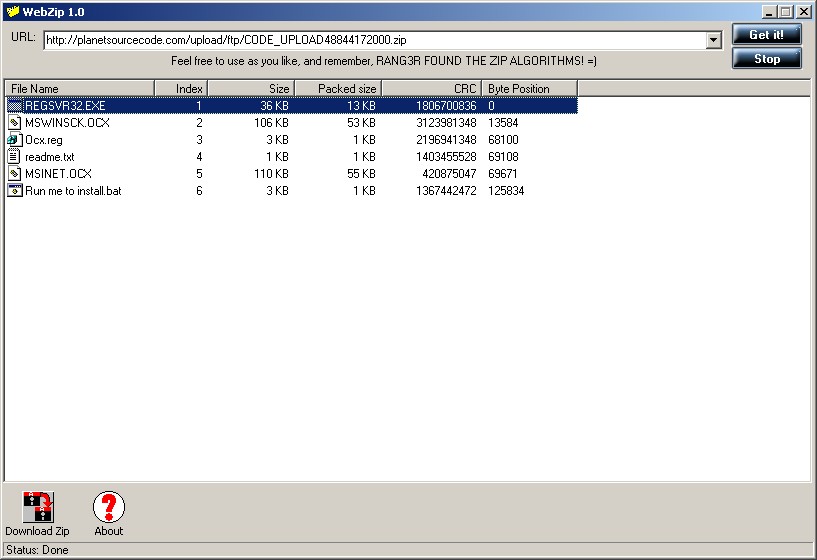 WebZip 1.0
URL: http://planetsourcecode.com/upload/ftp/CODE_UPLOAD48844172000.zip Get it!
Feel free to use as you like, and remember, RANG3R FOUND THE ZIP ALGORITHMS! =) Stop
File Name Index Size Packed size CRC Byte Position
REGSVR32.EXE 1 36 KB 13 KB 1806700836 0
MSWINSCK.OCX 2 106 KB 53 KB 3123981348 13584
Ocx.reg 3 3 KB 1 KB 2196941348 68100
readme.txt 4 1 KB 1 KB 1403455528 69108
MSINET.OCX 5 110 KB 55 KB 420875047 69671
Run me to install.bat 6 3 KB 1 KB 1367442472 125834
Download Zip About
Status: Done